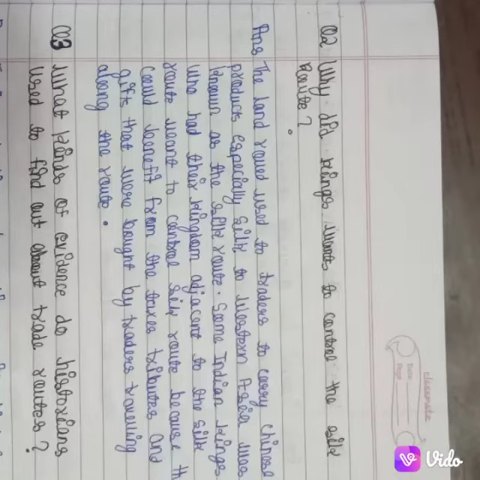 classmate
Date
Page
Q2 Why did kings wants to control the silk
Route?
Ans The land rauted used to traders to carry chinese
products especially silk to Western Asia was
known as the silk route. Some Indian kings
who had their kingdom adjacent to the silk
route want to control silk route because th
could benefit from the taxes tributes and
gifts that were bought by traders travelling
along the route.
Q3 What kinds of evidence do historians
used to find out about trade routes?
Vido